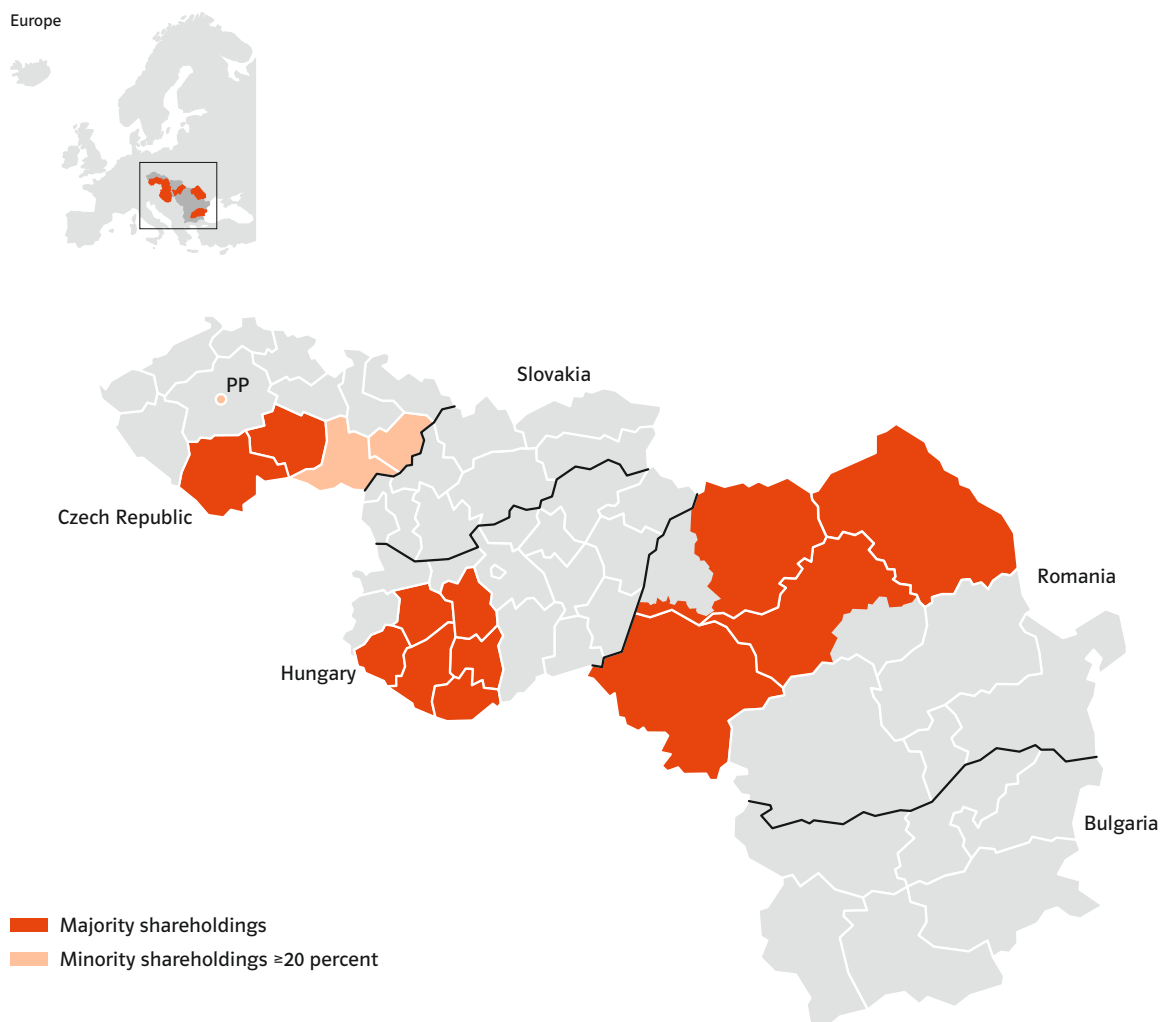 Europe
Slovakia
PP
Czech Republic
Romania
Hungary
Bulgaria
Majority shareholdings
Minority shareholdings ≥20 percent